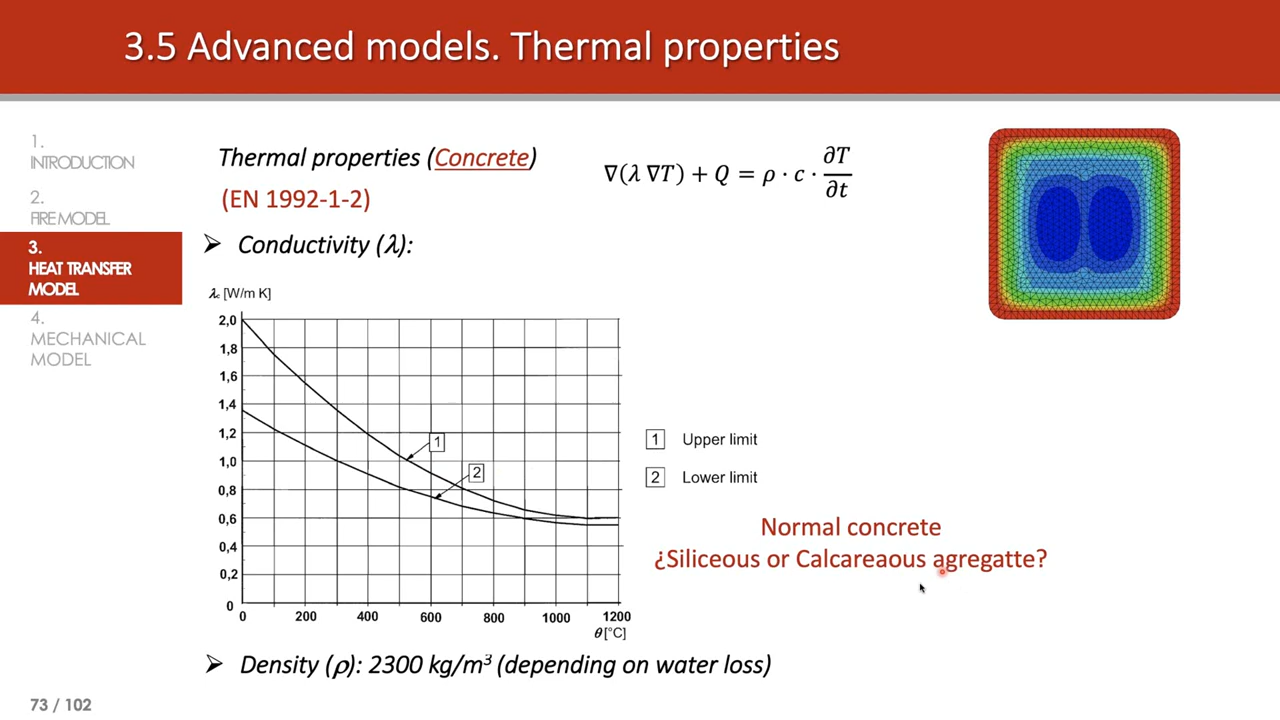 3.5 Advanced models. Thermal properties
1.
INTRODUCTION
2.
FIRE MODEL
3.
HEAT TRANSFER
MODEL
4.
MECHANICAL
MODEL
Thermal properties (Concrete)
(EN 1992-1-2)
∇(λ ∇T) + Q = ρ · c · ∂T/∂t
➢ Conductivity (λ):
λc [W/m K]
2,0
1,8
1,6
1,4
1,2
1,0
0,8
0,6
0,4
0,2
0
1
2
0 200 400 600 800 1000 1200
θ [°C]
1 Upper limit
2 Lower limit
Normal concrete
¿Siliceous or Calcareaous agregatte?
➢ Density (ρ): 2300 kg/m³ (depending on water loss)
73 / 102